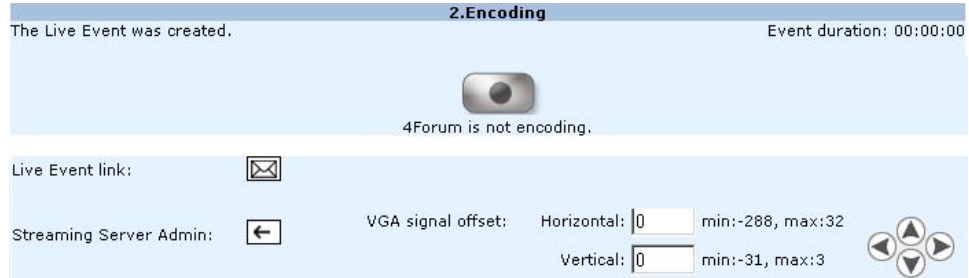 2.Encoding
The Live Event was created. Event duration: 00:00:00
4Forum is not encoding.
Live Event link:
VGA signal offset: Horizontal: 0 min:-288, max:32
Streaming Server Admin:
Vertical: 0 min:-31, max:3